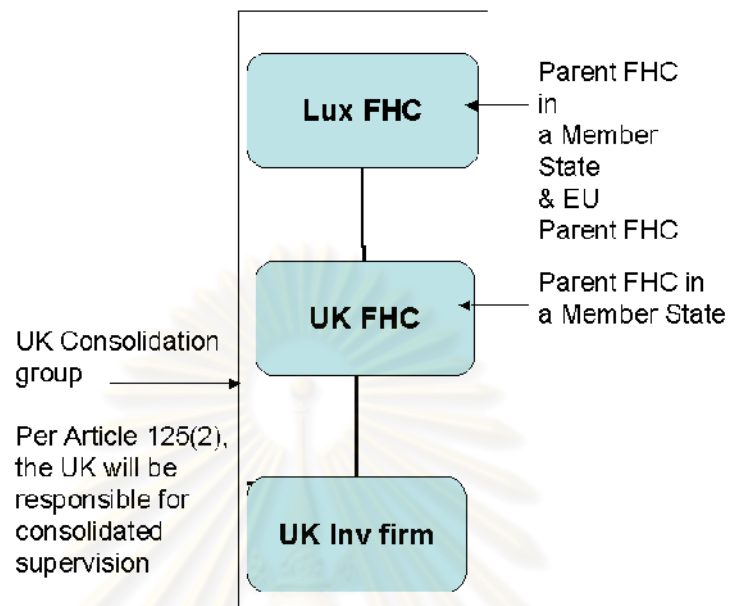 Lux FHC
Parent FHC
in
a Member
State
& EU
Parent FHC
UK FHC
Parent FHC in
a Member State
UK Consolidation
group
Per Article 125(2),
the UK will be
responsible for
consolidated
supervision
UK Inv firm